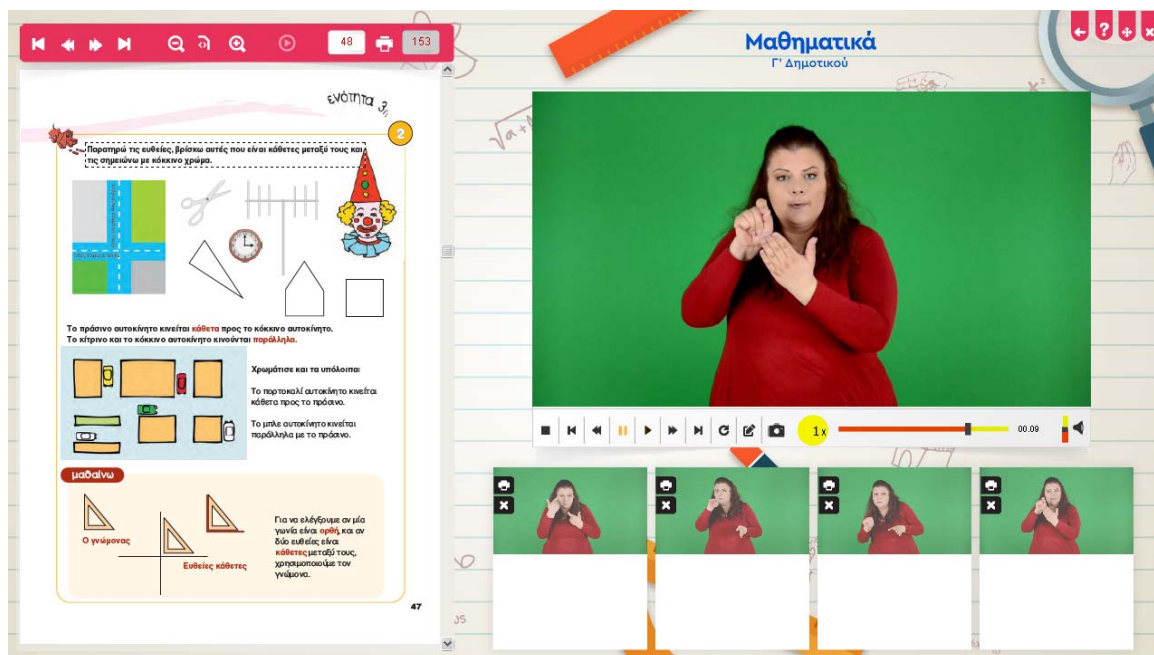 48
153
Μαθηματικά
Γ' Δημοτικού
?
ενότητα 3η
2
Παρατηρώ τις ευθείες, βρίσκω αυτές που είναι κάθετες μεταξύ τους και
τις σημειώνω με κόκκινο χρώμα.
Το πράσινο αυτοκίνητο κινείται κάθετα προς το κόκκινο αυτοκίνητο.
Το κίτρινο και το κόκκινο αυτοκίνητο κινούνται παράλληλα.
Χρωμάτισε και τα υπόλοιπα:
Το πορτοκαλί αυτοκίνητο κινείται
κάθετα προς το πράσινο.
Το μπλε αυτοκίνητο κινείται
παράλληλα με το πράσινο.
μαθαίνω
Ο γνώμονας
Ευθείες κάθετες
Για να ελέγξουμε αν μία
γωνία είναι ορθή, και αν
δύο ευθείες είναι
κάθετες μεταξύ τους,
χρησιμοποιούμε τον
γνώμονα.
47
1x
00.09